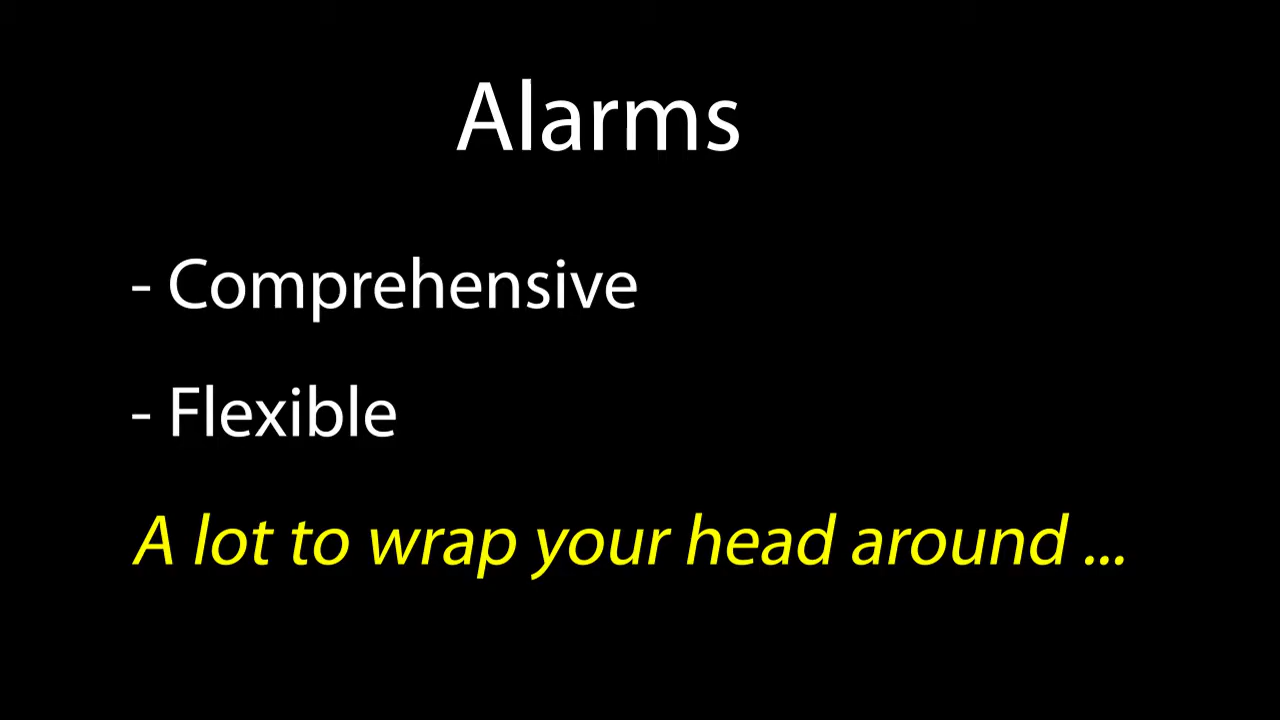 Alarms
- Comprehensive
- Flexible
A lot to wrap your head around ...